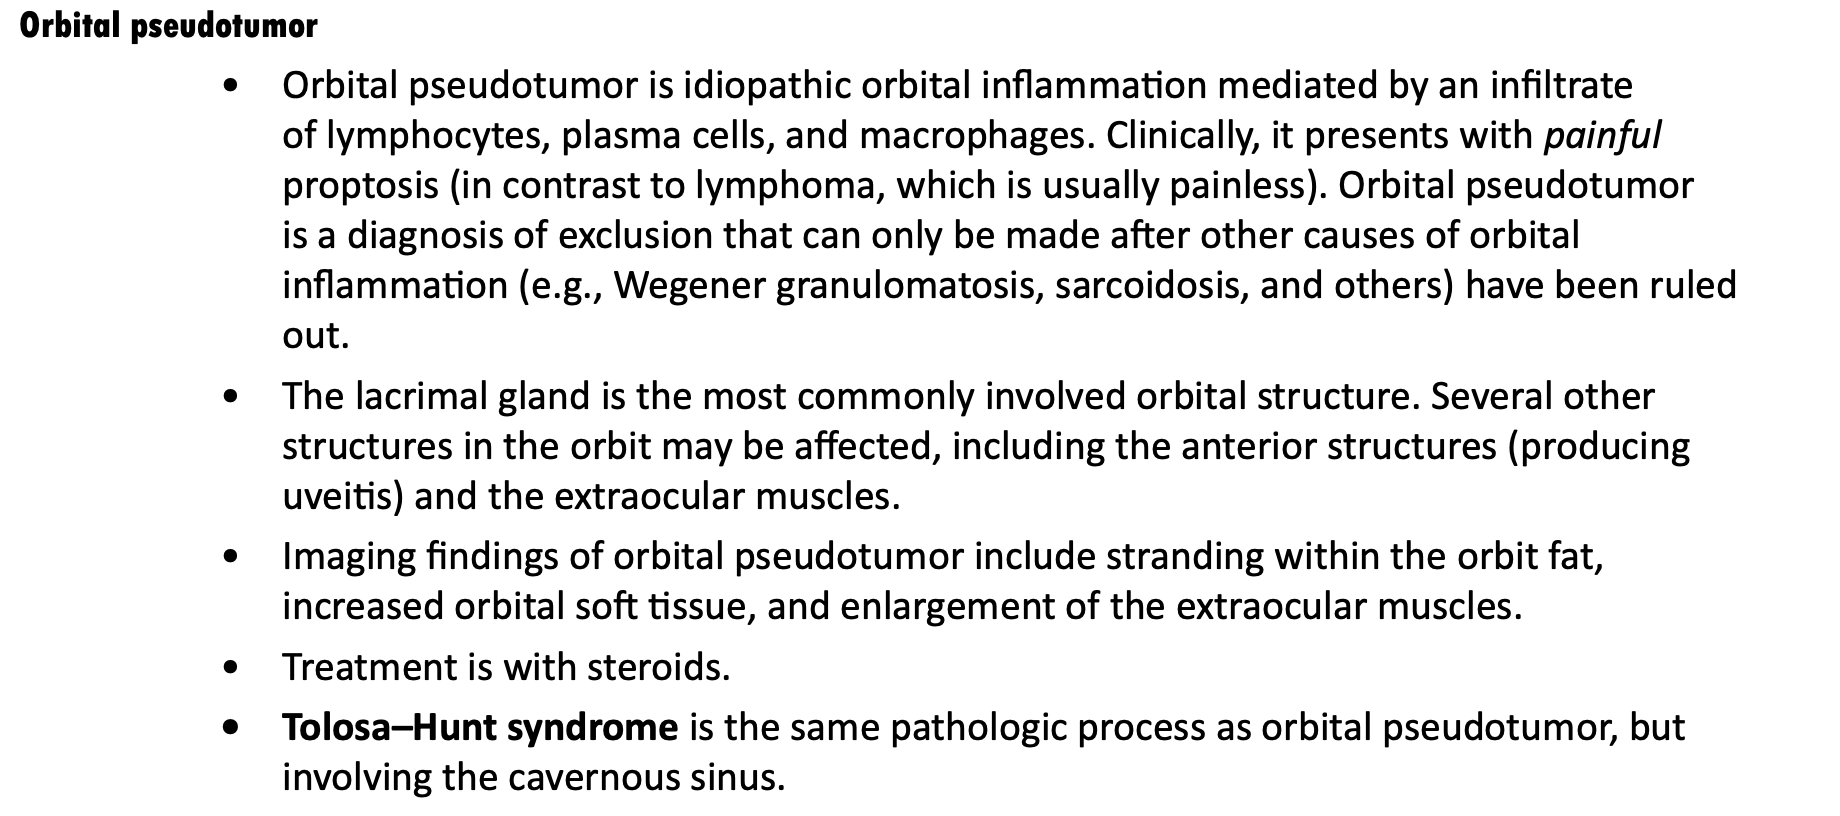 Orbital pseudotumor
• Orbital pseudotumor is idiopathic orbital inflammation mediated by an infiltrate
of lymphocytes, plasma cells, and macrophages. Clinically, it presents with painful
proptosis (in contrast to lymphoma, which is usually painless). Orbital pseudotumor
is a diagnosis of exclusion that can only be made after other causes of orbital
inflammation (e.g., Wegener granulomatosis, sarcoidosis, and others) have been ruled
out.
• The lacrimal gland is the most commonly involved orbital structure. Several other
structures in the orbit may be affected, including the anterior structures (producing
uveitis) and the extraocular muscles.
• Imaging findings of orbital pseudotumor include stranding within the orbit fat,
increased orbital soft tissue, and enlargement of the extraocular muscles.
• Treatment is with steroids.
• Tolosa–Hunt syndrome is the same pathologic process as orbital pseudotumor, but
involving the cavernous sinus.